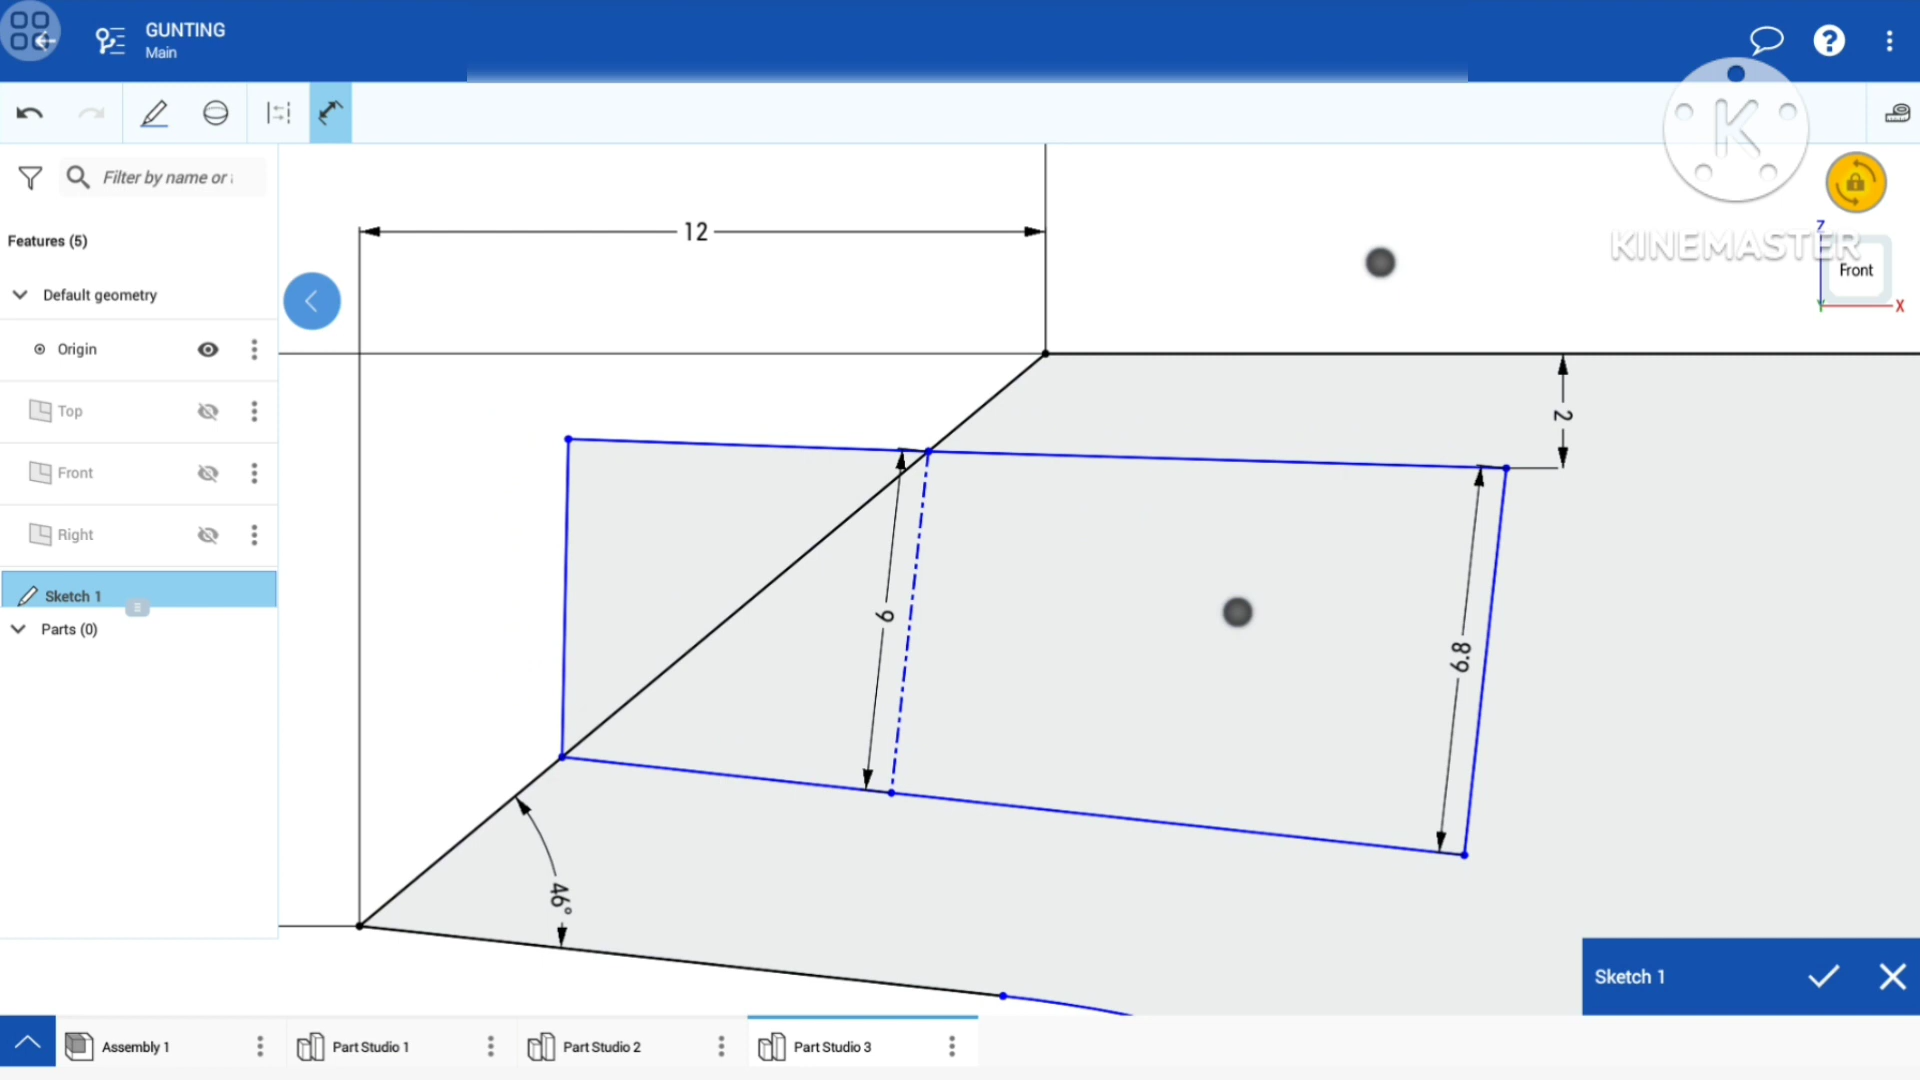 GUNTING
Main
Filter by name or
KINEMASTER
Front
Z
X
Y
Features (5)
Default geometry
Origin
Top
Front
Right
Sketch 1
Parts (0)
12
2
9
6.8
46°
Sketch 1
Assembly 1
Part Studio 1
Part Studio 2
Part Studio 3